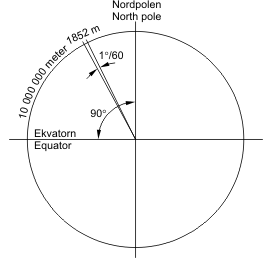 Nordpolen
North pole
10 000 000 meter
1852 m
1°/60
90°
Ekvatorn
Equator